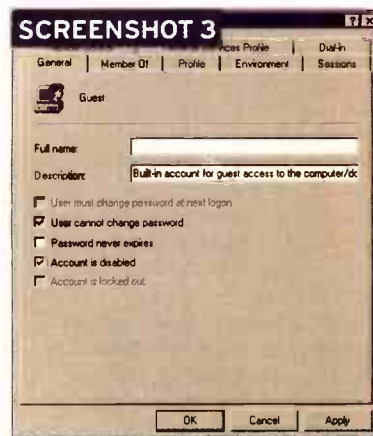 SCREENSHOT 3
Profile
Dial-in
General Member Of Profile Environment Sessions
Guest
Full name:
Description: Built-in account for guest access to the computer/dc
User must change password at next logon
User cannot change password
Password never expires
Account is disabled
Account is locked out
OK Cancel Apply